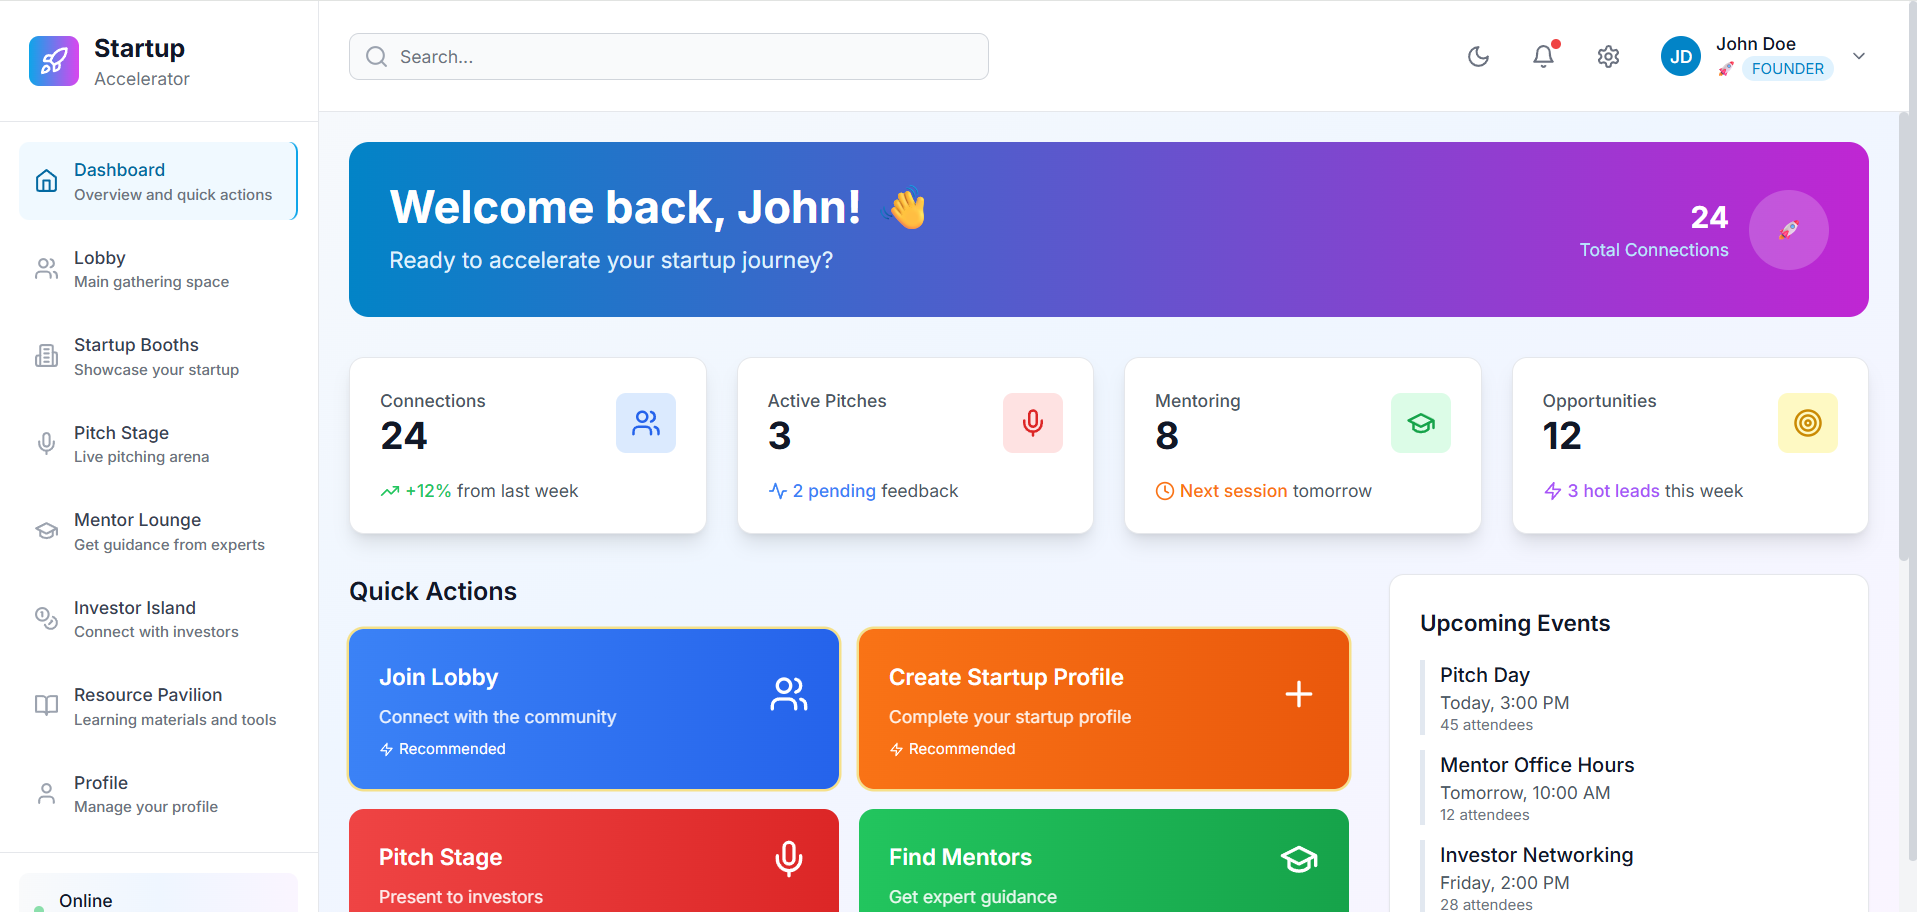 Startup
Accelerator
Search...
JD
John Doe
FOUNDER
Dashboard
Overview and quick actions
Lobby
Main gathering space
Startup Booths
Showcase your startup
Pitch Stage
Live pitching arena
Mentor Lounge
Get guidance from experts
Investor Island
Connect with investors
Resource Pavilion
Learning materials and tools
Profile
Manage your profile
Online
Welcome back, John!
Ready to accelerate your startup journey?
24
Total Connections
Connections
24
+12% from last week
Active Pitches
3
2 pending feedback
Mentoring
8
Next session tomorrow
Opportunities
12
3 hot leads this week
Quick Actions
Join Lobby
Connect with the community
Recommended
Create Startup Profile
Complete your startup profile
Recommended
Pitch Stage
Present to investors
Find Mentors
Get expert guidance
Upcoming Events
Pitch Day
Today, 3:00 PM
45 attendees
Mentor Office Hours
Tomorrow, 10:00 AM
12 attendees
Investor Networking
Friday, 2:00 PM
28 attendees